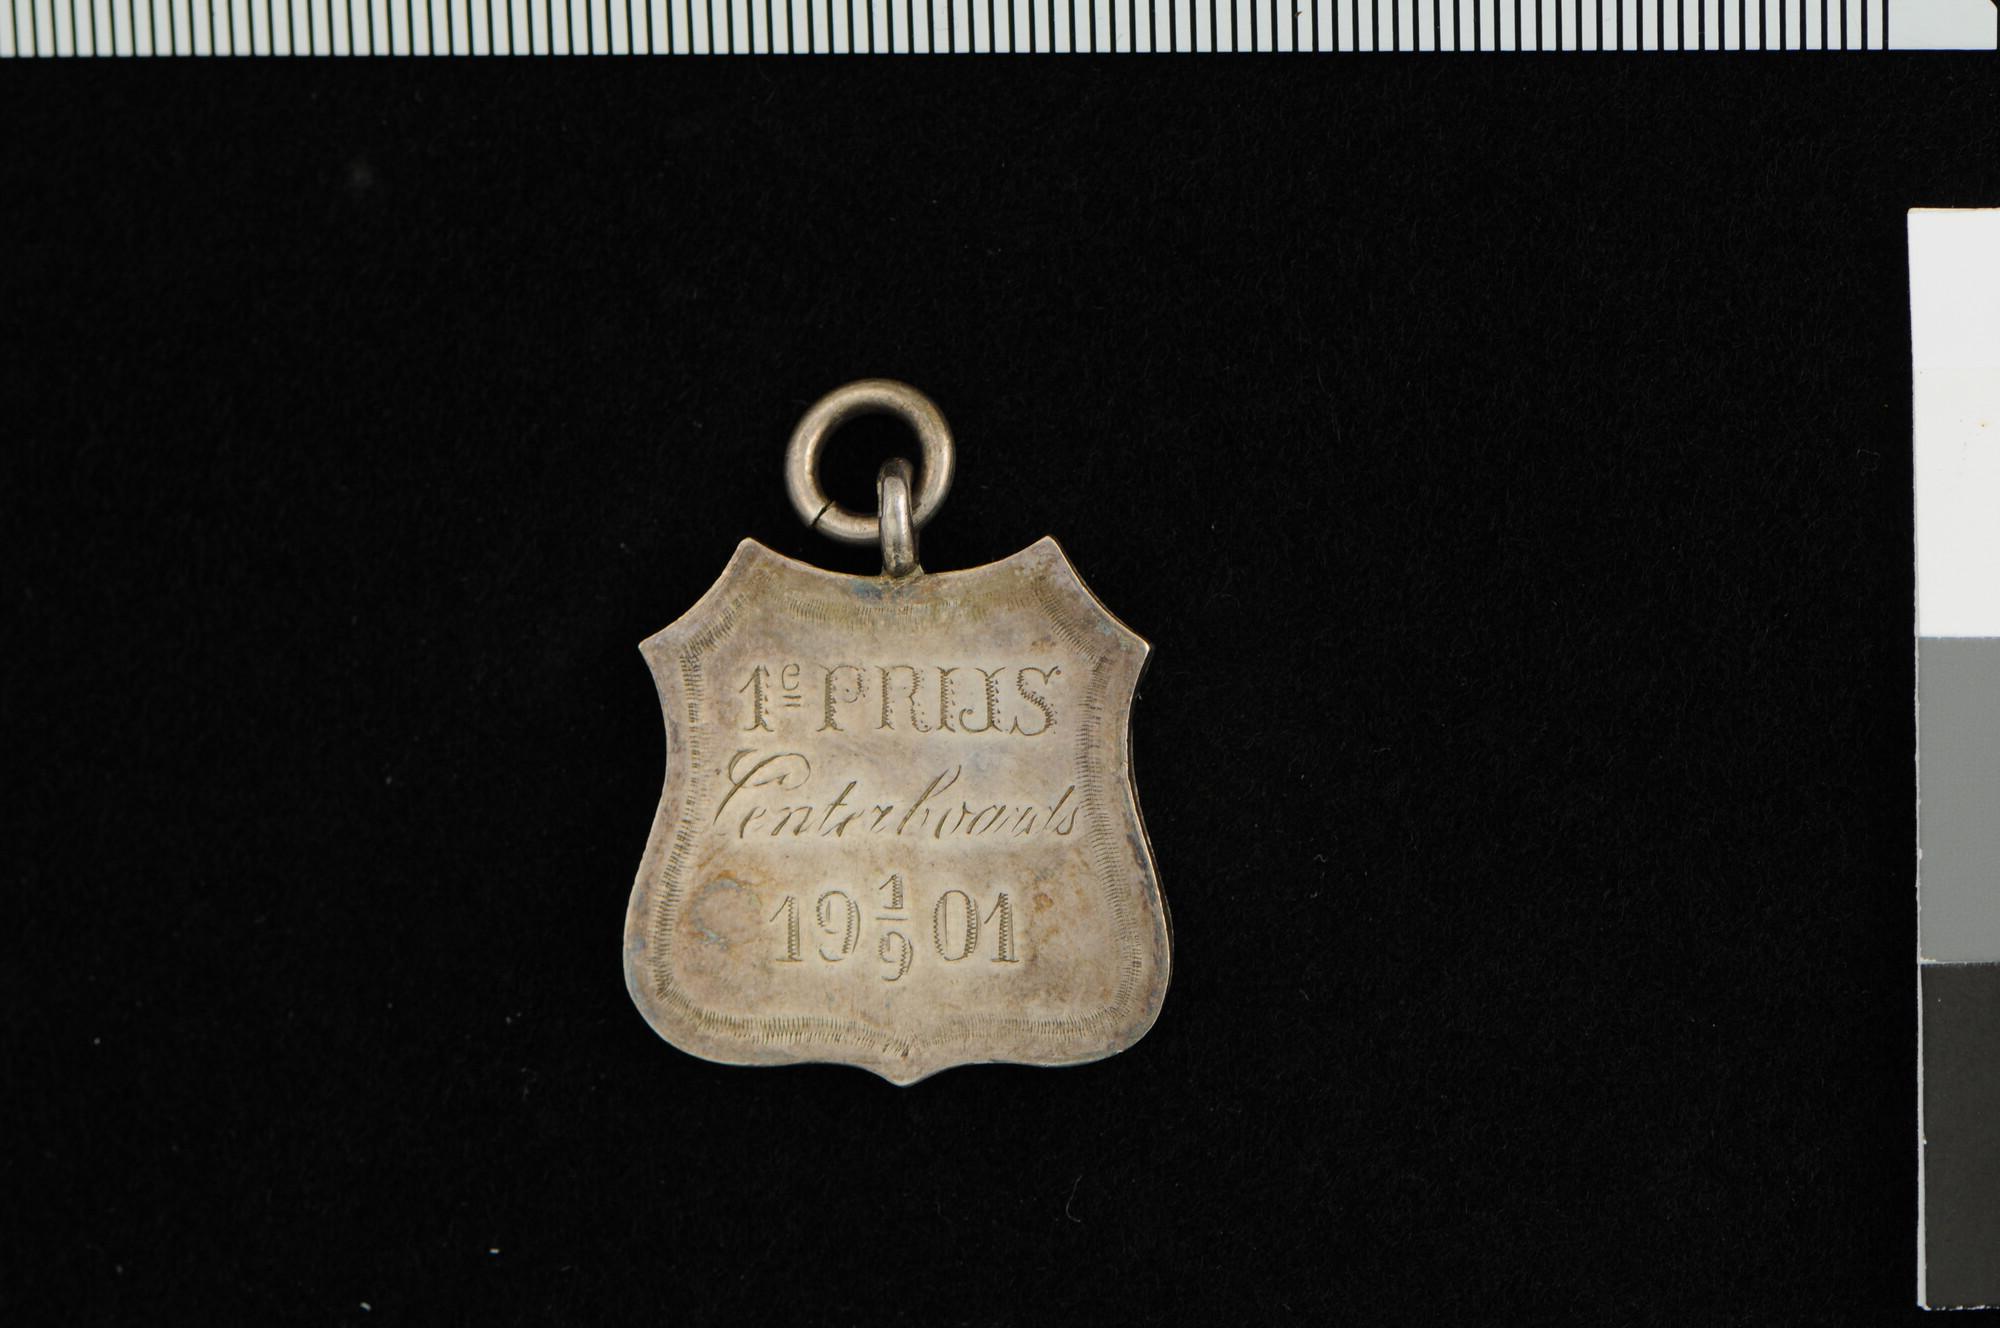 1e PRIJS
Centerboards
19 1/9 01